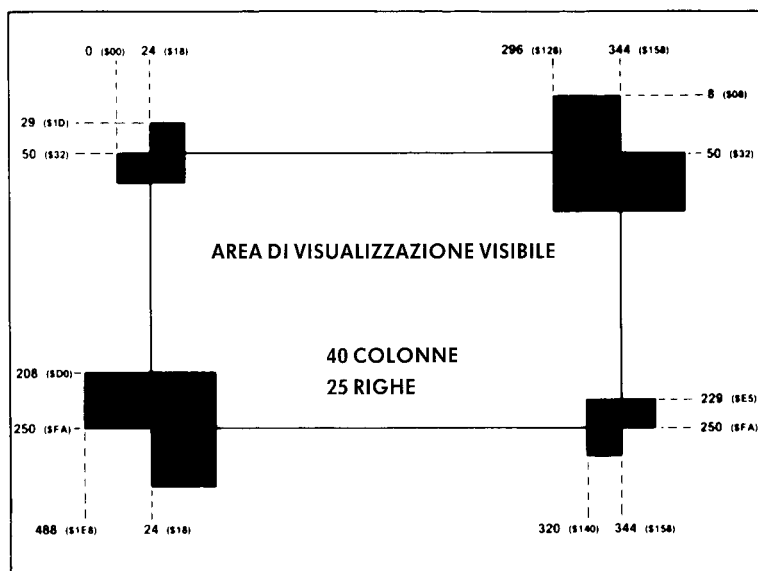 0 ($00) 24 ($18) 296 ($128) 344 ($158)
8 ($08)
29 ($1D)
50 ($32) 50 ($32)
AREA DI VISUALIZZAZIONE VISIBILE
40 COLONNE
25 RIGHE
208 ($D0)
229 ($E5)
250 ($FA) 250 ($FA)
488 ($1E8) 24 ($18) 320 ($140) 344 ($158)